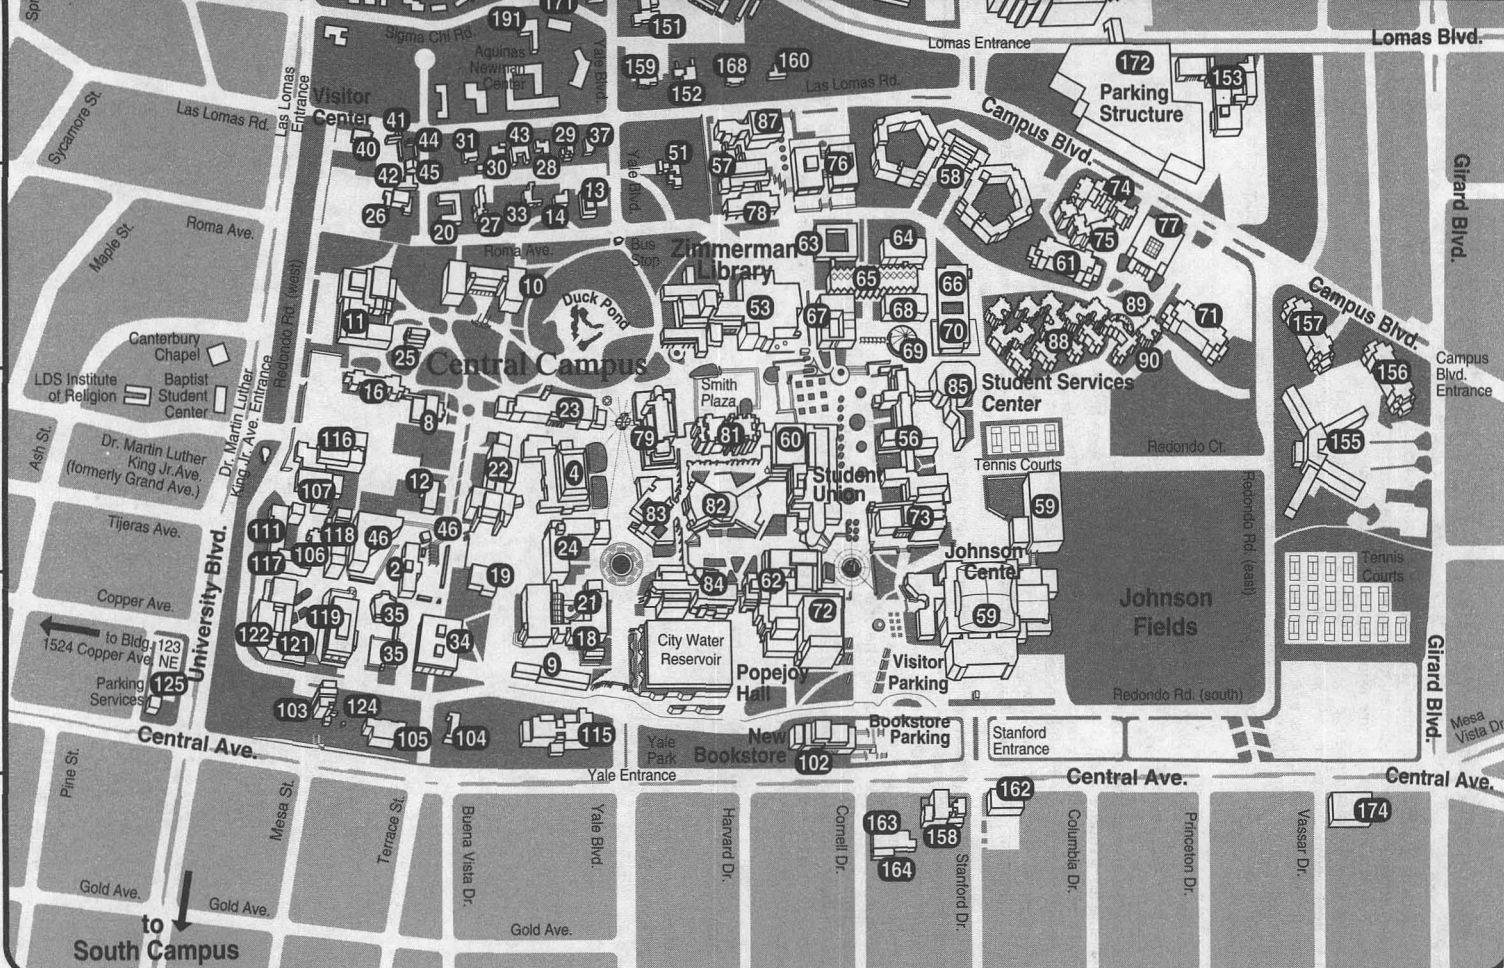 191
171
151
Sigma Chi Rd.
Aquinas
Newman
Center
Yale Blvd.
159
152
168
160
Las Lomas Rd.
Lomas Entrance
Lomas Blvd.
172
Parking
Structure
153
Sycamore St.
Las Lomas Rd.
Las Lomas
Entrance
Visitor
Center
41
40
44
42
45
31
30
43
28
29
37
26
20
27
33
14
13
Yale Blvd.
51
87
57
78
76
58
Campus Blvd.
74
75
77
61
Girard Blvd.
Maple St.
Roma Ave.
Roma Ave.
Bus
Stop
Zimmerman
Library
63
64
65
66
53
67
68
69
70
Duck Pond
10
11
25
Redondo Rd. (west)
Central Campus
88
89
90
71
Campus Blvd.
157
156
Campus
Blvd.
Entrance
Canterbury
Chapel
LDS Institute
of Religion
Baptist
Student
Center
Dr. Martin Luther
King Jr. Ave. Entrance
16
8
23
79
Smith
Plaza
81
60
56
85
Student Services
Center
Tennis Courts
Redondo Ct.
155
Ash St.
Dr. Martin Luther
King Jr.Ave.
(formerly Grand Ave.)
Tijeras Ave.
116
107
12
22
4
83
82
Student
Union
73
59
111
118
106
117
46
46
2
24
19
Johnson
Center
59
Redondo Rd. (east)
Tennis
Courts
Johnson
Fields
Copper Ave.
University Blvd.
to Bldg.
1524 Copper Ave.
123
NE
Parking
Services
125
122
121
119
35
35
34
21
18
9
84
62
72
City Water
Reservoir
Popejoy
Hall
Visitor
Parking
Redondo Rd. (south)
Girard Blvd.
Mesa
Vista Dr
103
124
105
104
115
Central Ave.
Yale
Park
Yale Entrance
New
Bookstore
102
Bookstore
Parking
Stanford
Entrance
Central Ave.
Central Ave.
Pine St.
Mesa St.
Terrace St.
Buena Vista Dr.
Yale Blvd.
Harvard Dr.
Cornell Dr.
163
164
158
162
Stanford Dr.
Columbia Dr.
Princeton Dr.
Vassar Dr.
174
Gold Ave.
Gold Ave.
Gold Ave.
to
South Campus